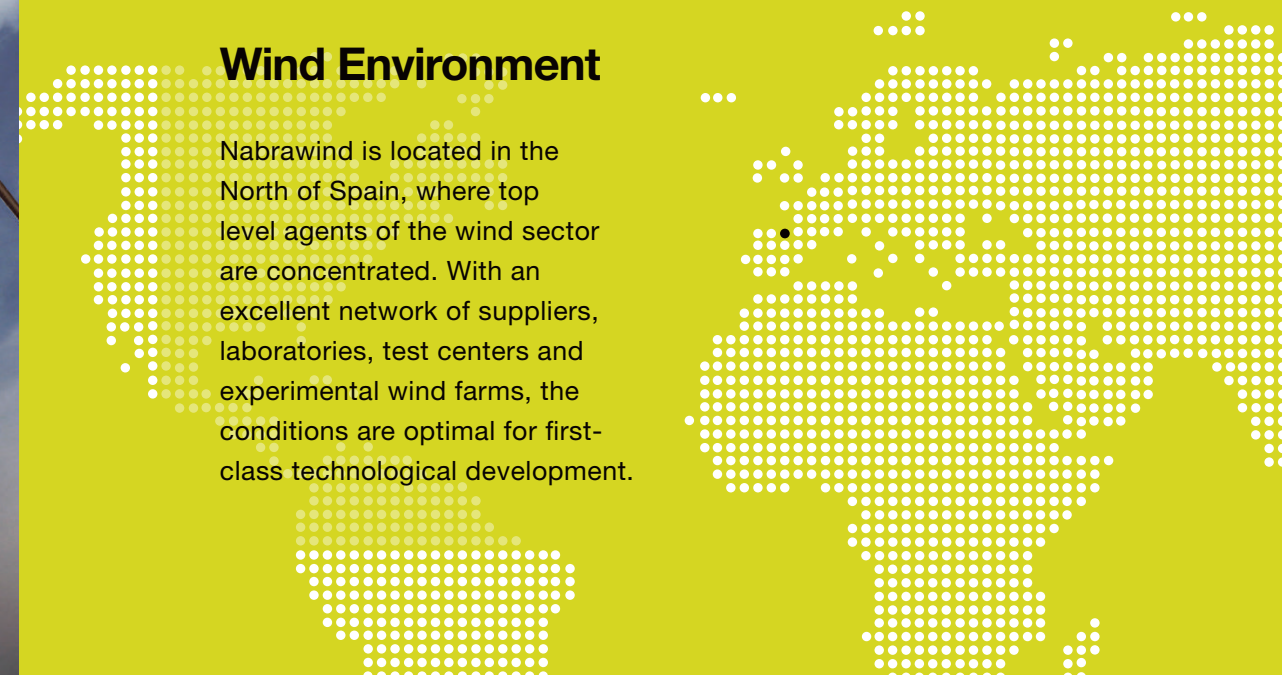 Wind Environment
Nabrawind is located in the
North of Spain, where top
level agents of the wind sector
are concentrated. With an
excellent network of suppliers,
laboratories, test centers and
experimental wind farms, the
conditions are optimal for first-
class technological development.